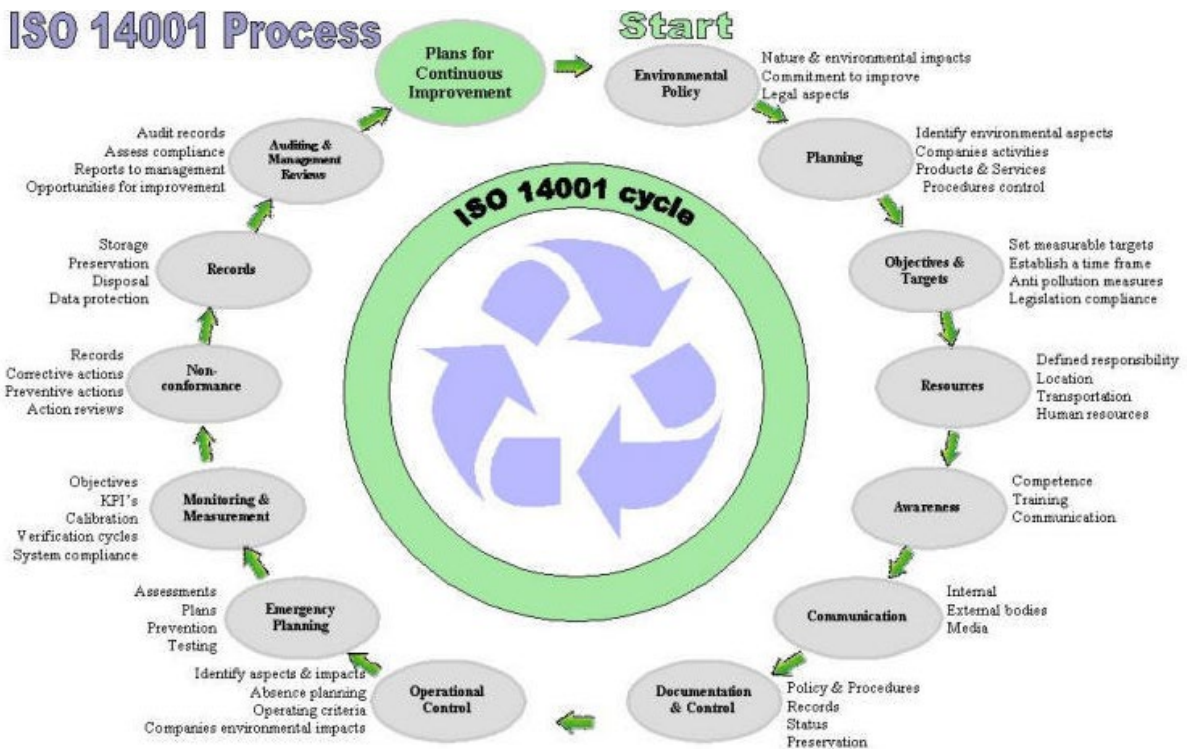 ISO 14001 Process
Start
Plans for
Continuous
Improvement
Environmental
Policy
Nature & environmental impacts
Commitment to improve
Legal aspects
Planning
Identify environmental aspects
Companies activities
Products & Services
Procedures control
Objectives &
Targets
Set measurable targets
Establish a time frame
Anti pollution measures
Legislation compliance
Resources
Defined responsibility
Location
Transportation
Human resources
Awareness
Competence
Training
Communication
Communication
Internal
External bodies
Media
Documentation
& Control
Policy & Procedures
Records
Status
Preservation
Operational
Control
Identify aspects & impacts
Absence planning
Operating criteria
Companies environmental impacts
Emergency
Planning
Assessments
Plans
Prevention
Testing
Monitoring &
Measurement
Objectives
KPI's
Calibration
Verification cycles
System compliance
Non-
conformance
Records
Corrective actions
Preventive actions
Action reviews
Records
Storage
Preservation
Disposal
Data protection
Auditing &
Management
Reviews
Audit records
Assess compliance
Reports to management
Opportunities for improvement
ISO 14001 cycle